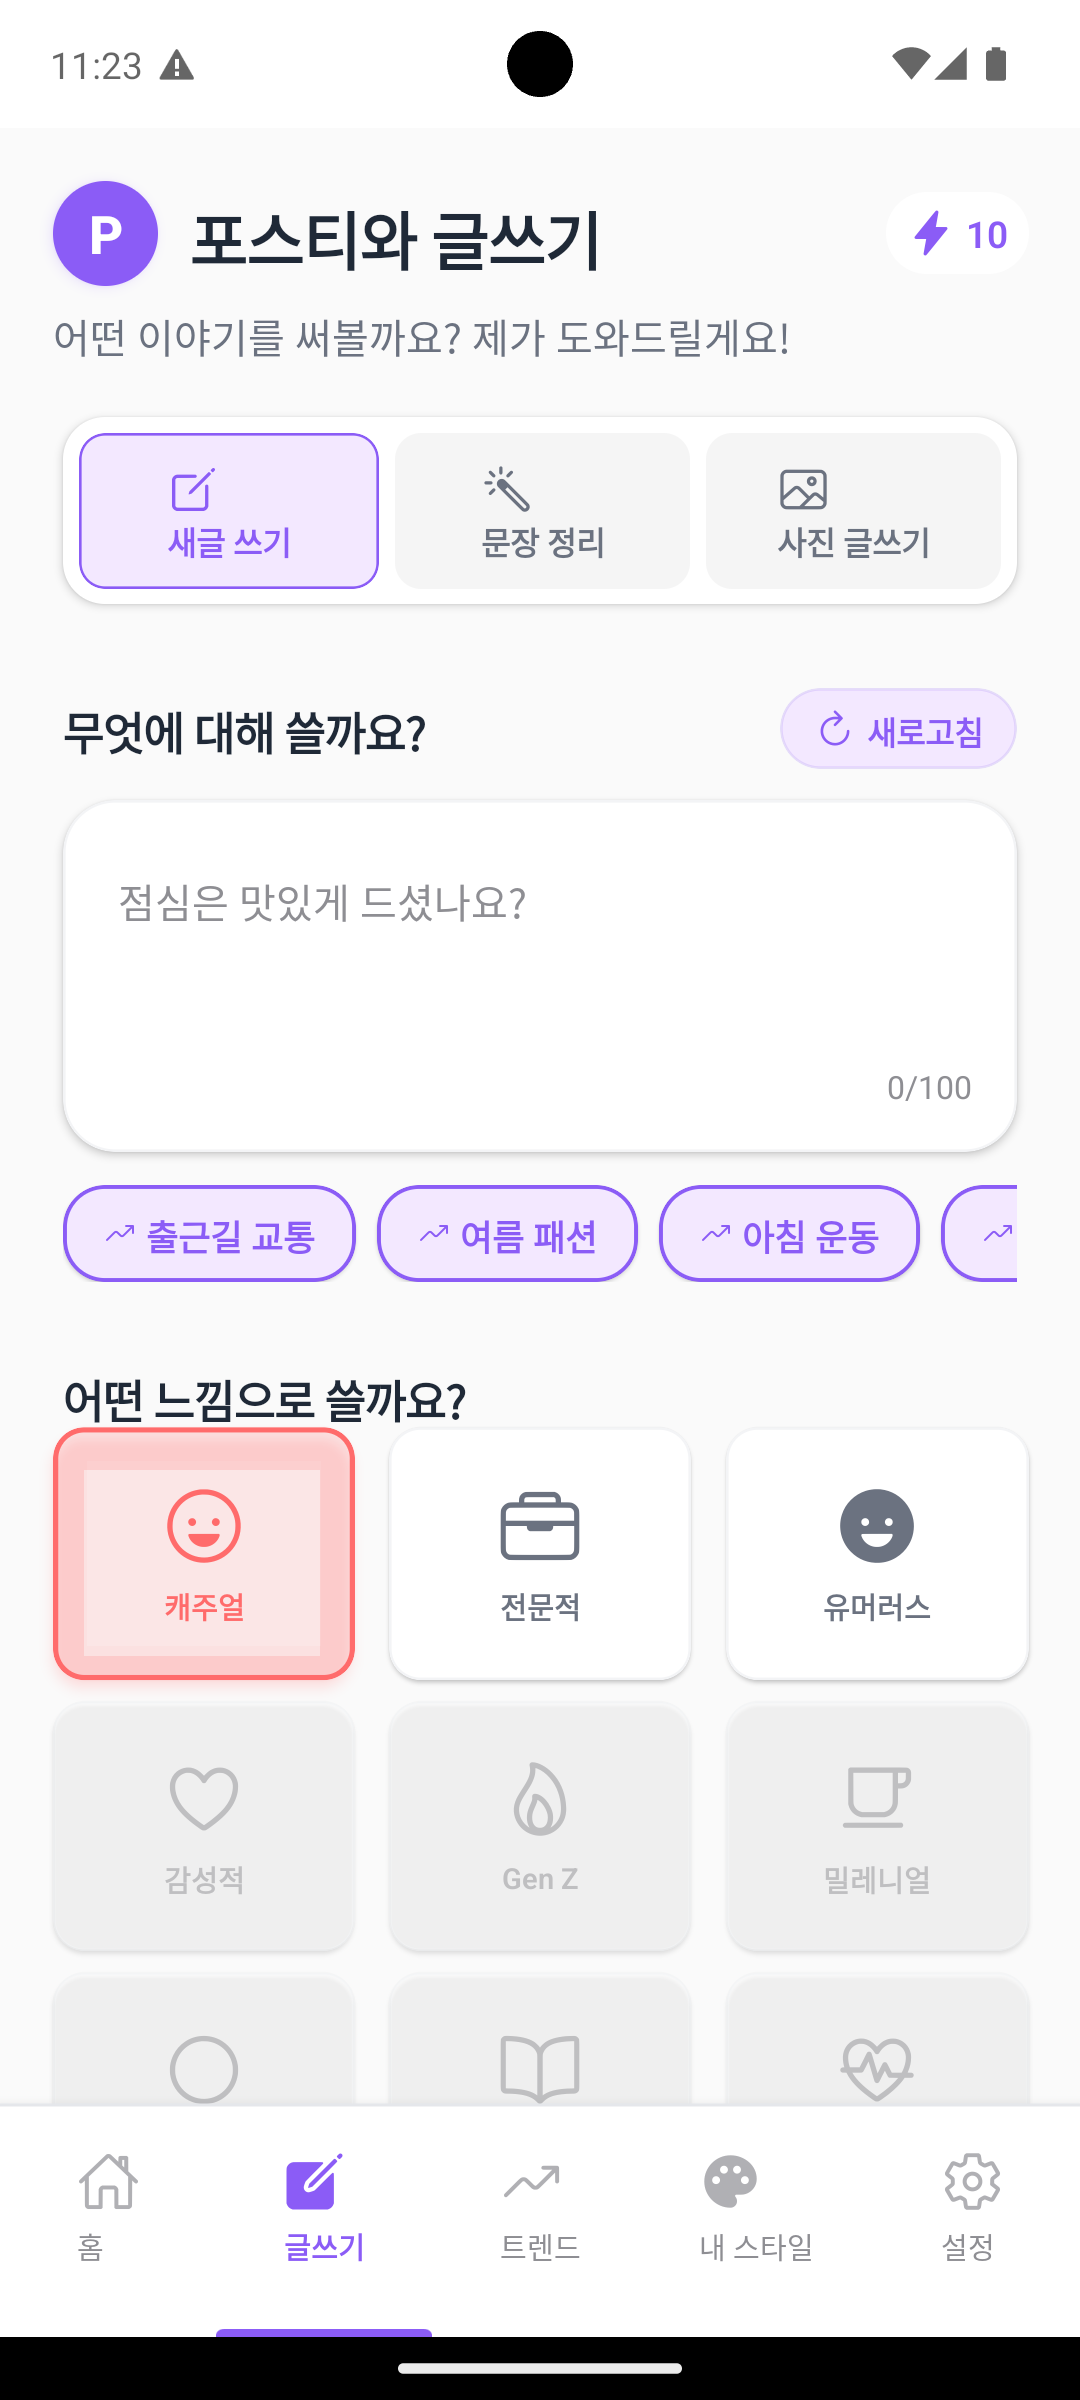 11:23
P 포스티와 글쓰기 10
어떤 이야기를 써볼까요? 제가 도와드릴게요!
새글 쓰기 문장 정리 사진 글쓰기
무엇에 대해 쓸까요? 새로고침
점심은 맛있게 드셨나요?
0/100
출근길 교통 여름 패션 아침 운동
어떤 느낌으로 쓸까요?
캐주얼 전문적 유머러스
감성적 Gen Z 밀레니얼
홈 글쓰기 트렌드 내 스타일 설정